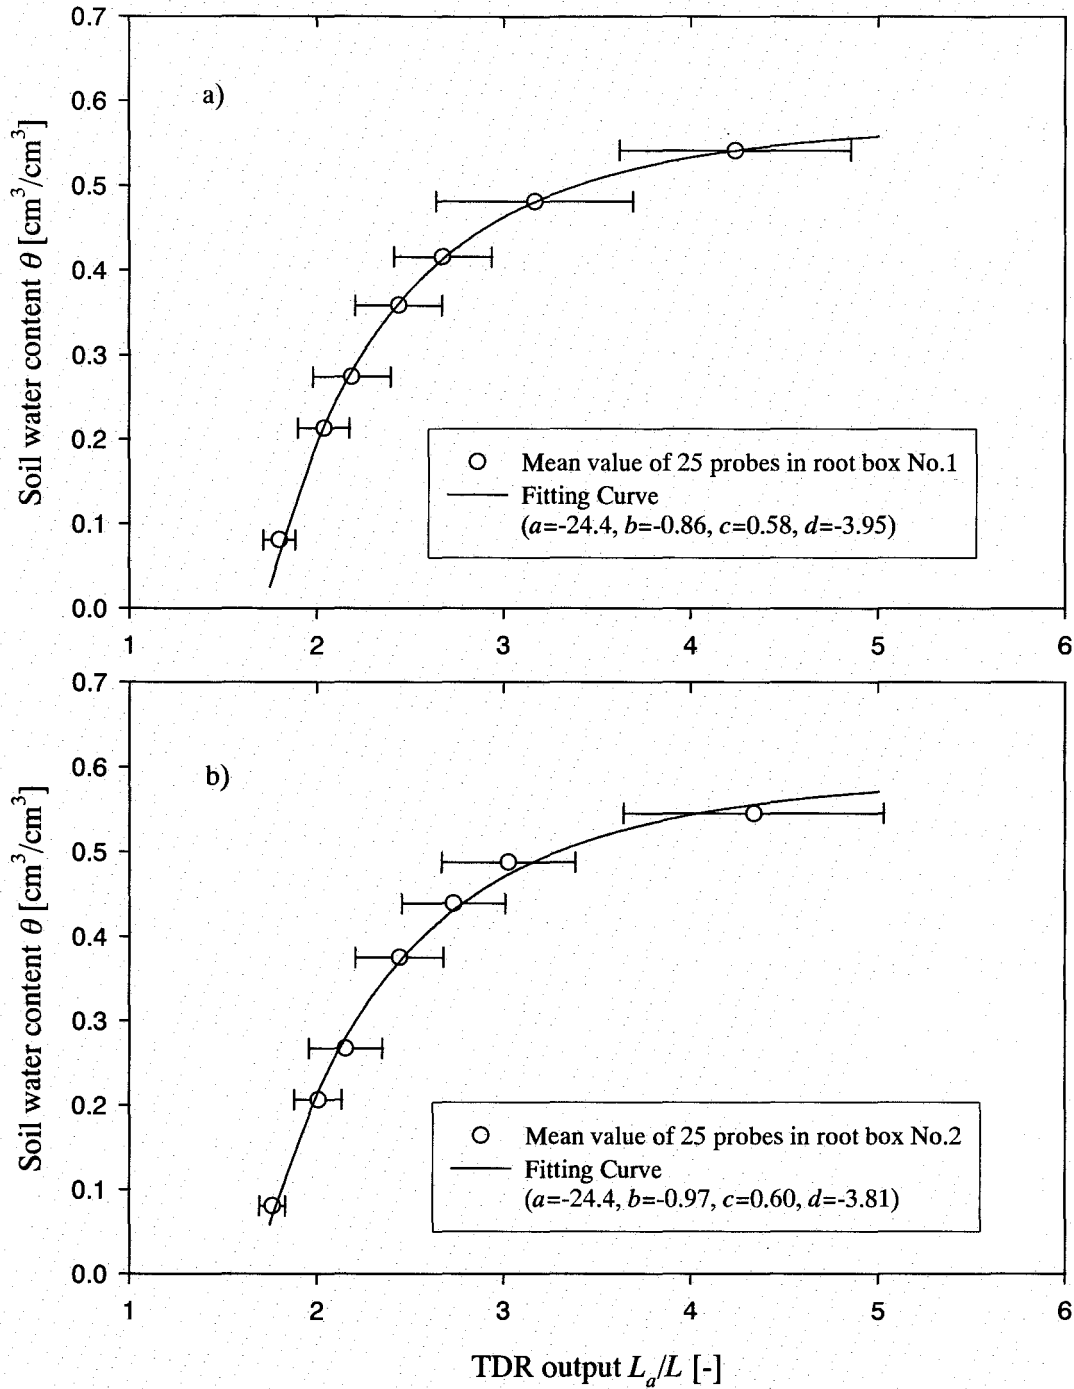 0.7
0.6
0.5
0.4
0.3
0.2
0.1
0.0
Soil water content θ [cm³/cm³]
a)
Mean value of 25 probes in root box No.1
Fitting Curve
(a=-24.4, b=-0.86, c=0.58, d=-3.95)
1 2 3 4 5 6
0.7
0.6
0.5
0.4
0.3
0.2
0.1
0.0
Soil water content θ [cm³/cm³]
b)
Mean value of 25 probes in root box No.2
Fitting Curve
(a=-24.4, b=-0.97, c=0.60, d=-3.81)
1 2 3 4 5 6
TDR output Lₐ/L [-]